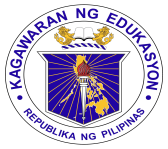 KAGAWARAN NG EDUKASYON
REPUBLIKA NG PILIPINAS